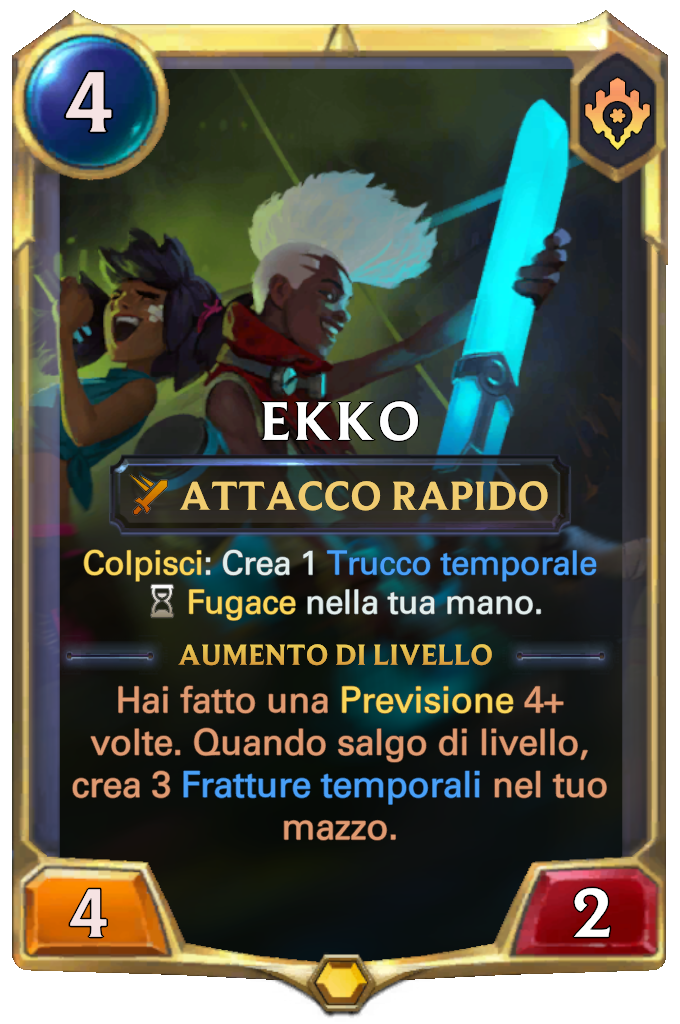 4
EKKO
ATTACCO RAPIDO
Colpisci: Crea 1 Trucco temporale
Fugace nella tua mano.
AUMENTO DI LIVELLO
Hai fatto una Previsione 4+
volte. Quando salgo di livello,
crea 3 Fratture temporali nel tuo
mazzo.
4
2